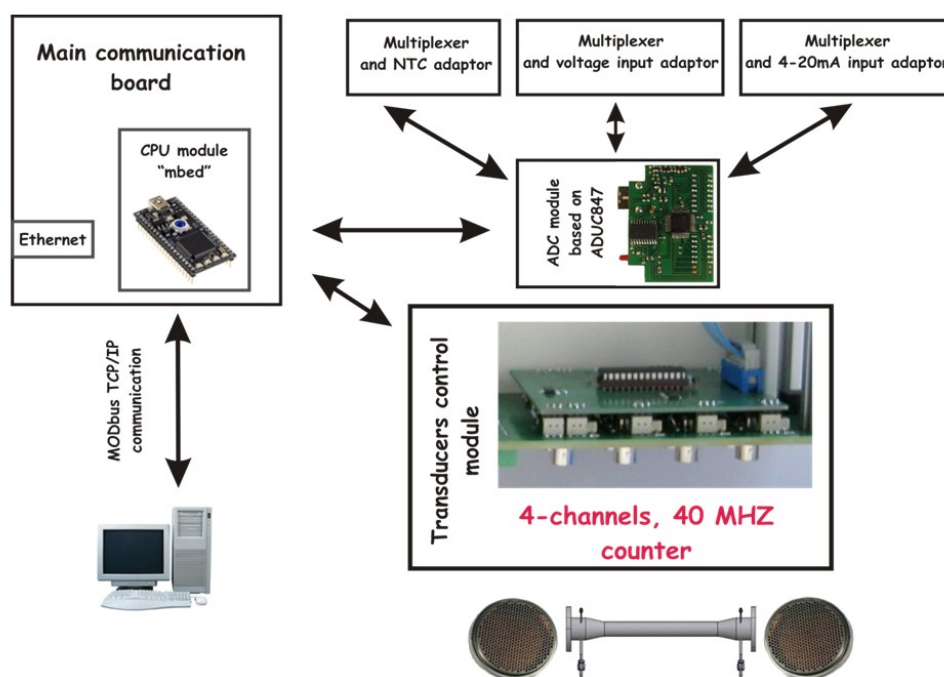 Main communication
board
CPU module
“mbed”
Ethernet
Multiplexer
and NTC adaptor
Multiplexer
and voltage input adaptor
Multiplexer
and 4-20mA input adaptor
ADC module
based on
ADUC847
MODbus TCP/IP
communication
Transducers control
module
4-channels, 40 MHZ
counter